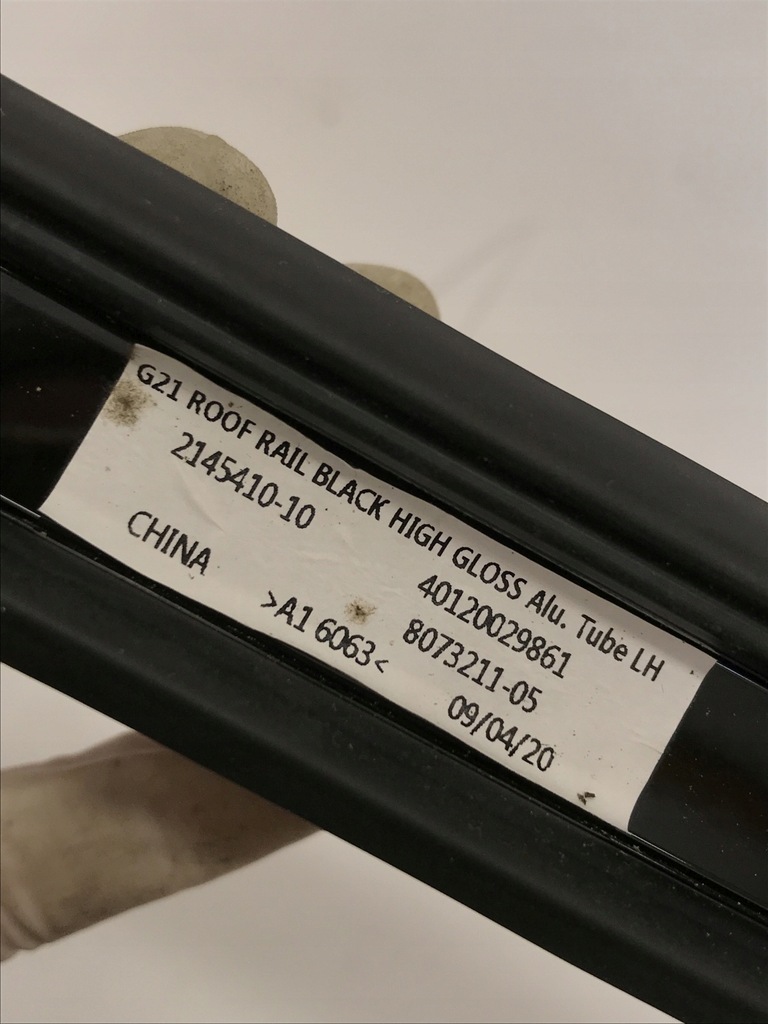 G21 ROOF RAIL BLACK HIGH GLOSS Alu. Tube LH
2145410-10
40120029861
CHINA
8073211-05
>A1 6063<
09/04/20